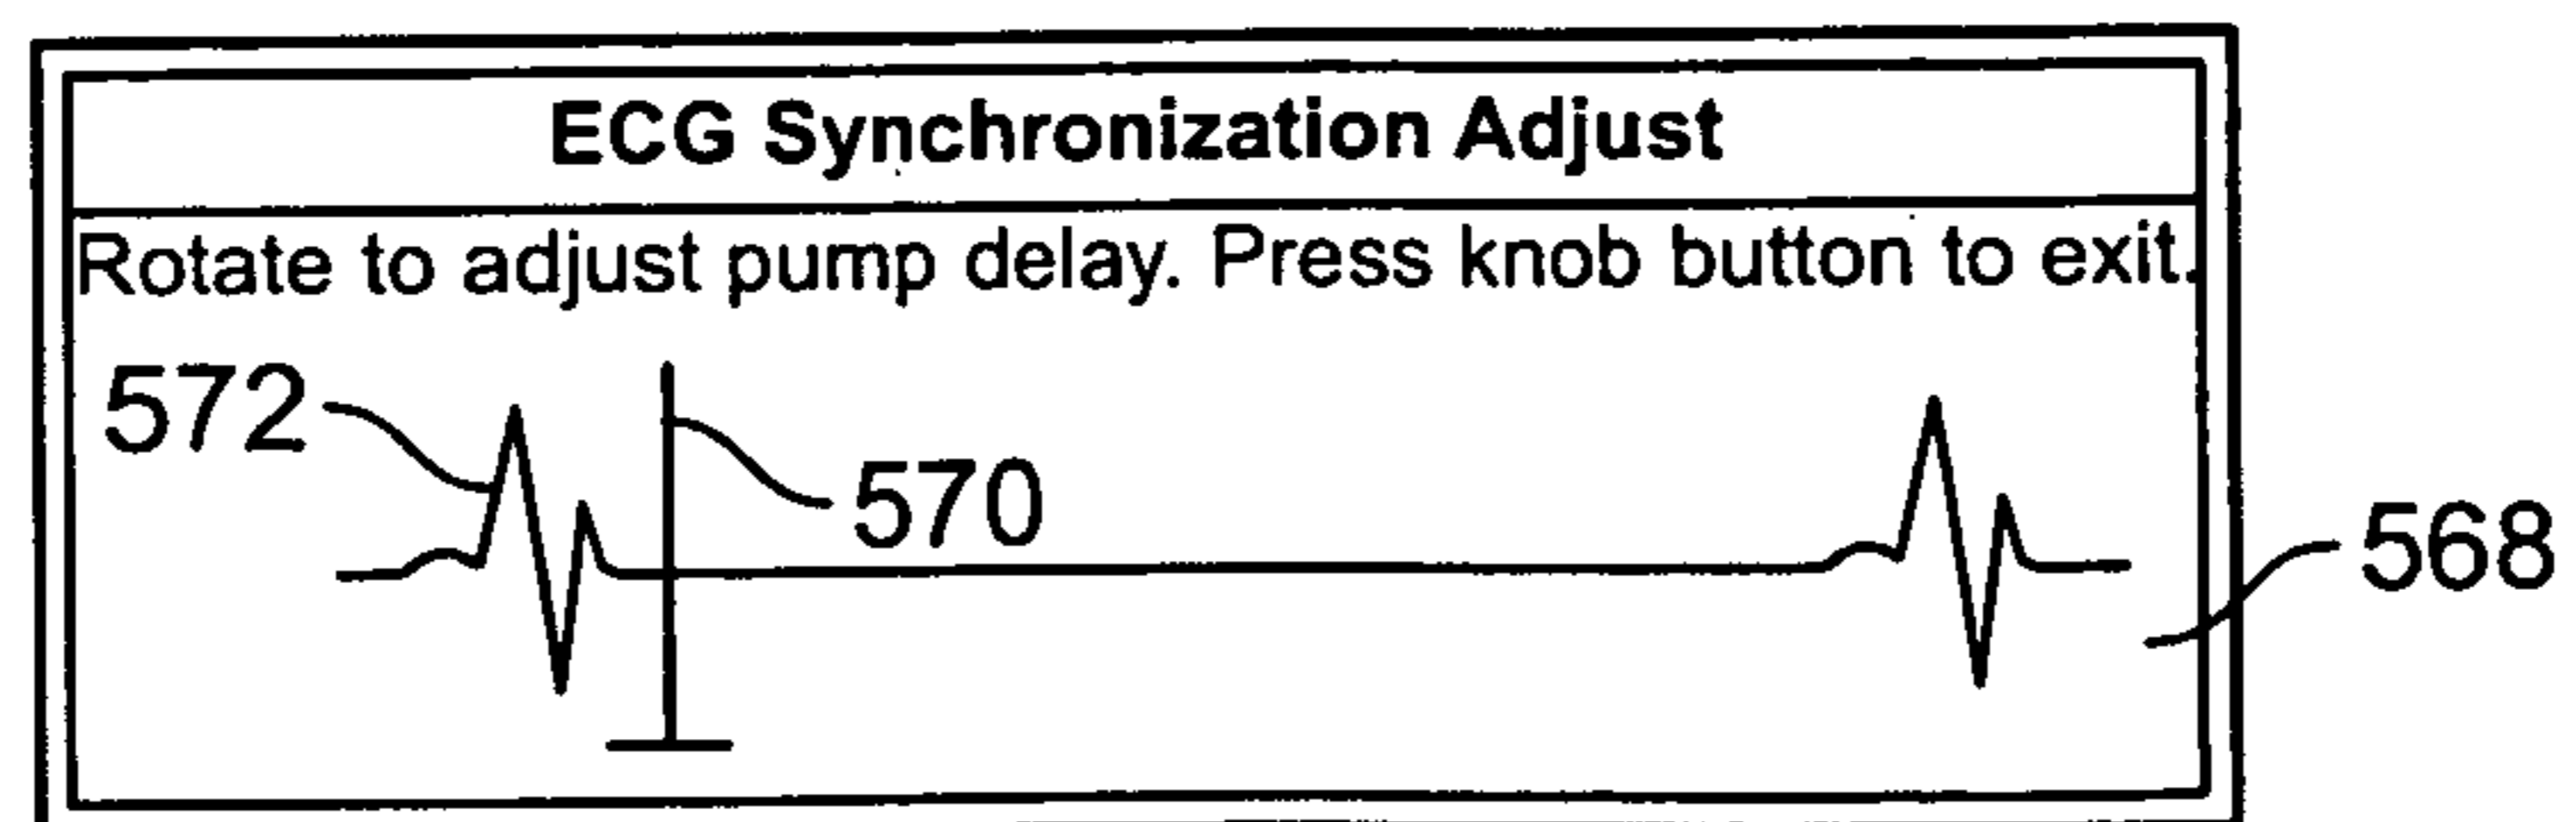 ECG Synchronization Adjust
Rotate to adjust pump delay. Press knob button to exit.
572
570
568